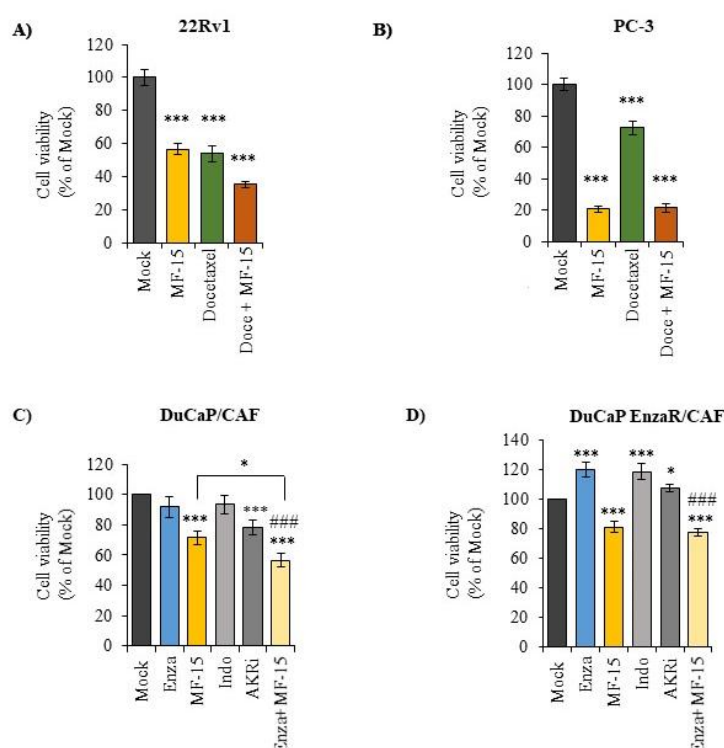 A)
22Rv1
Cell viability
(% of Mock)
120
100
80
60
40
20
0
***
***
***
Mock
MF-15
Docetaxel
Doce + MF-15
B)
PC-3
Cell viability
(% of Mock)
120
100
80
60
40
20
0
***
***
***
Mock
MF-15
Docetaxel
Doce + MF-15
C)
DuCaP/CAF
Cell viability
(% of Mock)
120
100
80
60
40
20
0
*
***
***
###
***
Mock
Enza
MF-15
Indo
AKRi
Enza+ MF-15
D)
DuCaP EnzaR/CAF
Cell viability
(% of Mock)
140
120
100
80
60
40
20
0
***
***
***
*
###
***
Mock
Enza
MF-15
Indo
AKRi
Enza+ MF-15